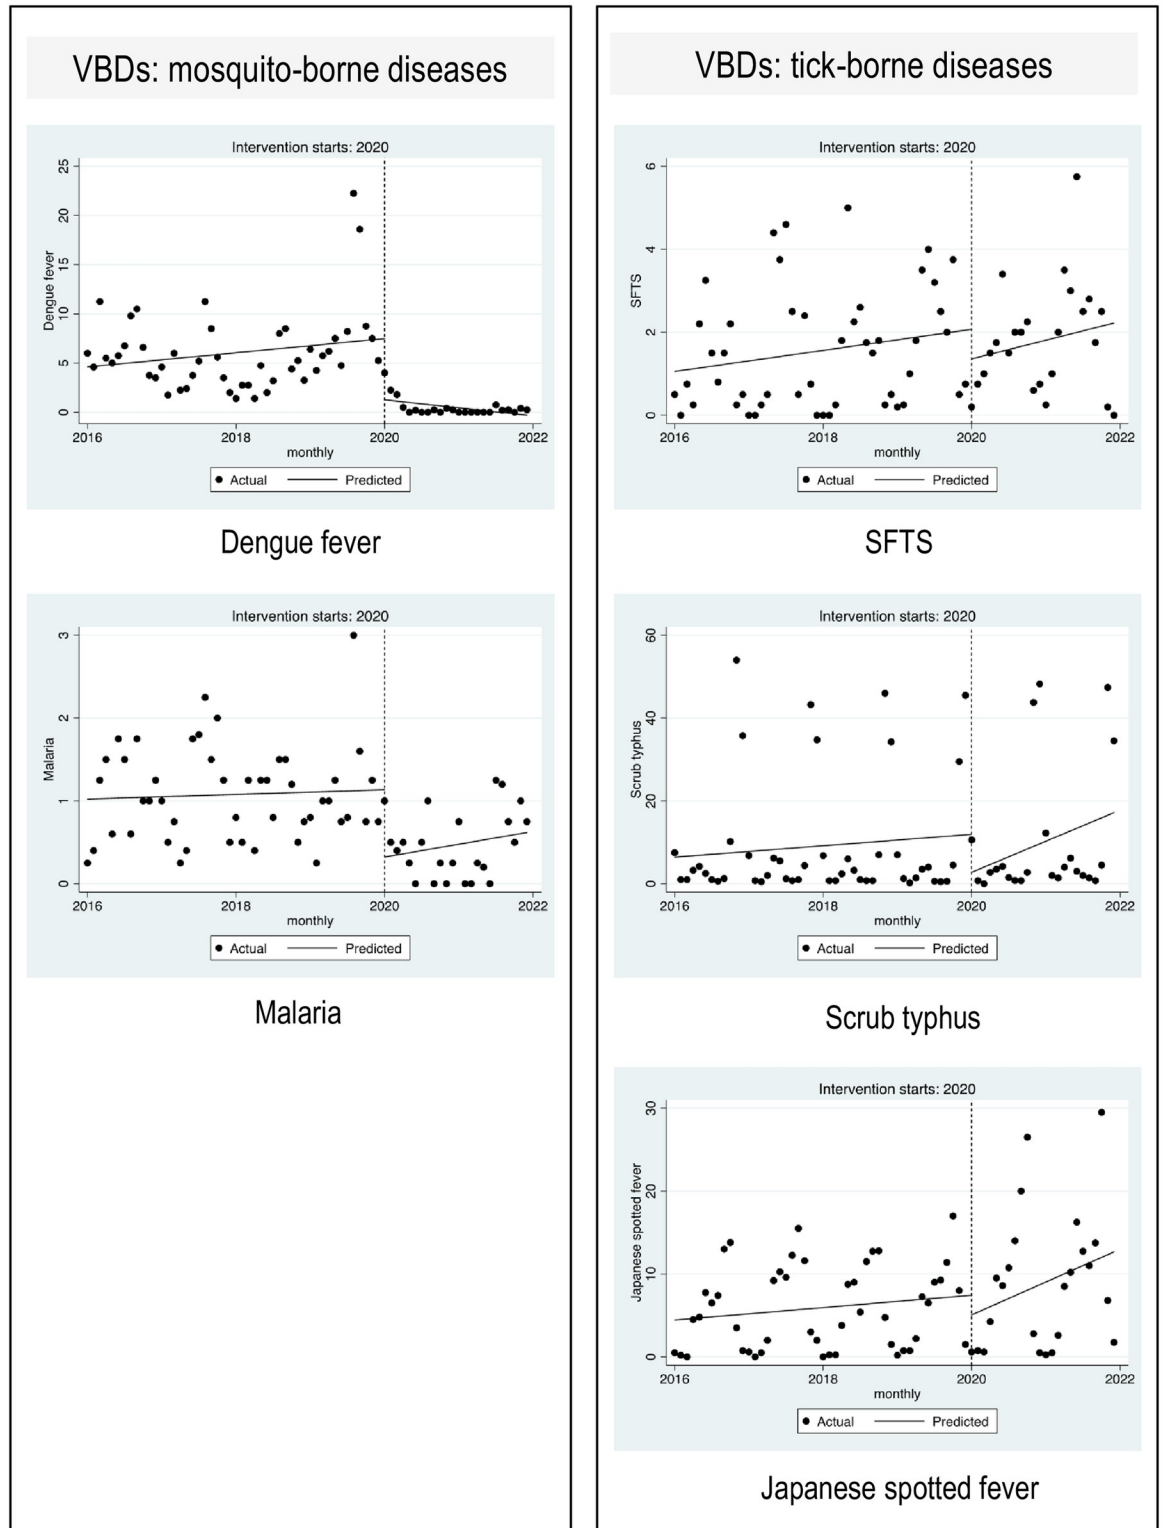 VBDs: mosquito-borne diseases
Intervention starts: 2020
Dengue fever
25
20
15
10
5
0
2016 2018 2020 2022
monthly
Actual Predicted
Dengue fever
Intervention starts: 2020
Malaria
3
2
1
0
2016 2018 2020 2022
monthly
Actual Predicted
Malaria
VBDs: tick-borne diseases
Intervention starts: 2020
SFTS
6
4
2
0
2016 2018 2020 2022
monthly
Actual Predicted
SFTS
Intervention starts: 2020
Scrub typhus
60
40
20
0
2016 2018 2020 2022
monthly
Actual Predicted
Scrub typhus
Intervention starts: 2020
Japanese spotted fever
30
20
10
0
2016 2018 2020 2022
monthly
Actual Predicted
Japanese spotted fever